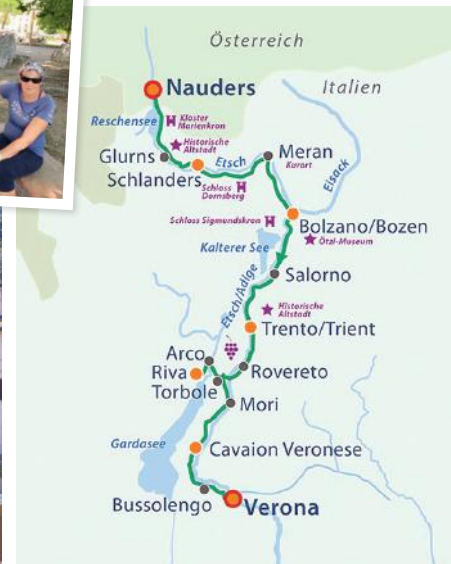 Österreich
Nauders
Italien
Reschensee
Kloster
Marienkron
Historische
Altstadt
Glurns
Etsch
Meran
Kurort
Eisack
Schlanders
Schloss
Dornsberg
Schloss Sigmundskron
Bolzano/Bozen
Ötzi-Museum
Kalterer See
Salorno
Etsch/Adige
Historische
Altstadt
Trento/Trient
Arco
Riva
Rovereto
Torbole
Mori
Gardasee
Cavaion Veronese
Bussolengo
Verona